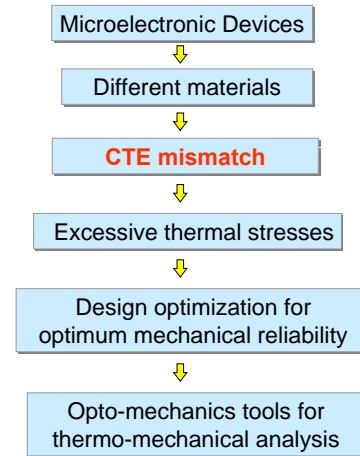 Microelectronic Devices
Different materials
CTE mismatch
Excessive thermal stresses
Design optimization for
optimum mechanical reliability
Opto-mechanics tools for
thermo-mechanical analysis